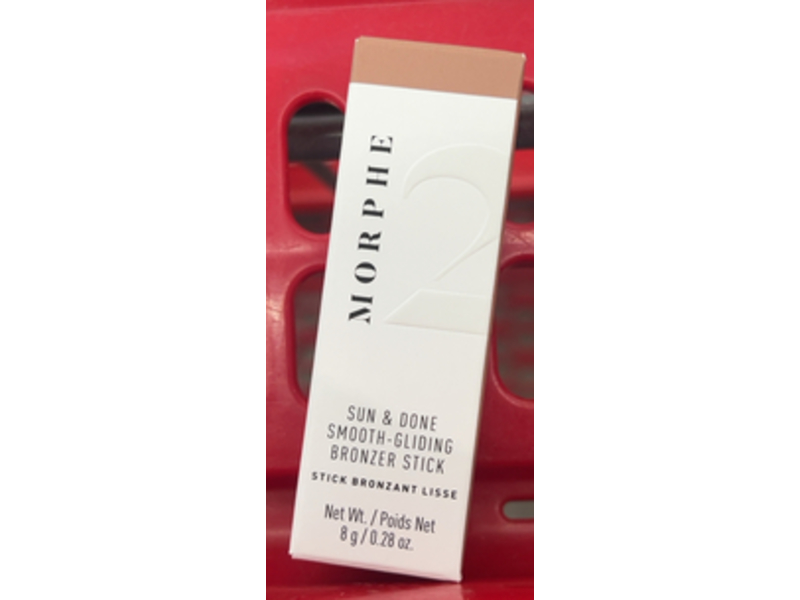 MORPHE
2
SUN & DONE
SMOOTH-GLIDING
BRONZER STICK
STICK BRONZANT LISSE
Net Wt. / Poids Net
8 g / 0.28 oz.